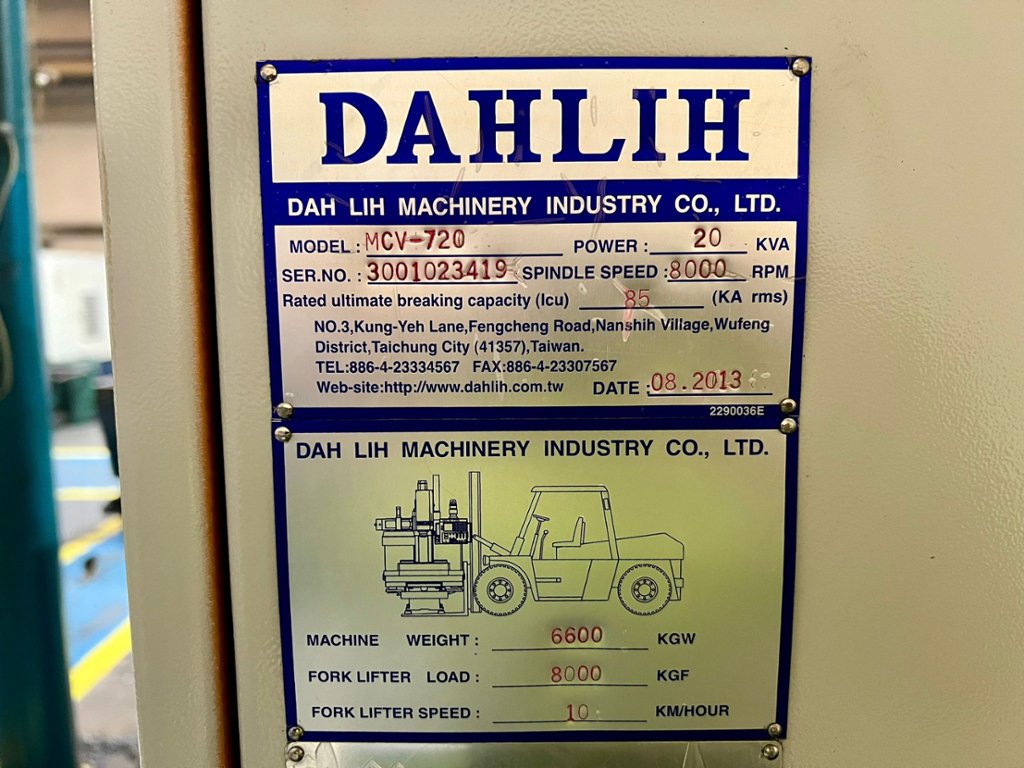 DAHLIH
DAH LIH MACHINERY INDUSTRY CO., LTD.
MODEL : MCV-720 POWER : 20 KVA
SER.NO. : 3001023419 SPINDLE SPEED : 8000 RPM
Rated ultimate breaking capacity (Icu) 85 (KA rms)
NO.3,Kung-Yeh Lane,Fengcheng Road,Nanshih Village,Wufeng
District,Taichung City (41357),Taiwan.
TEL:886-4-23334567 FAX:886-4-23307567
Web-site:http://www.dahlih.com.tw DATE : 08.2013
2290036E
DAH LIH MACHINERY INDUSTRY CO., LTD.
MACHINE WEIGHT : 6600 KGW
FORK LIFTER LOAD : 8000 KGF
FORK LIFTER SPEED : 10 KM/HOUR